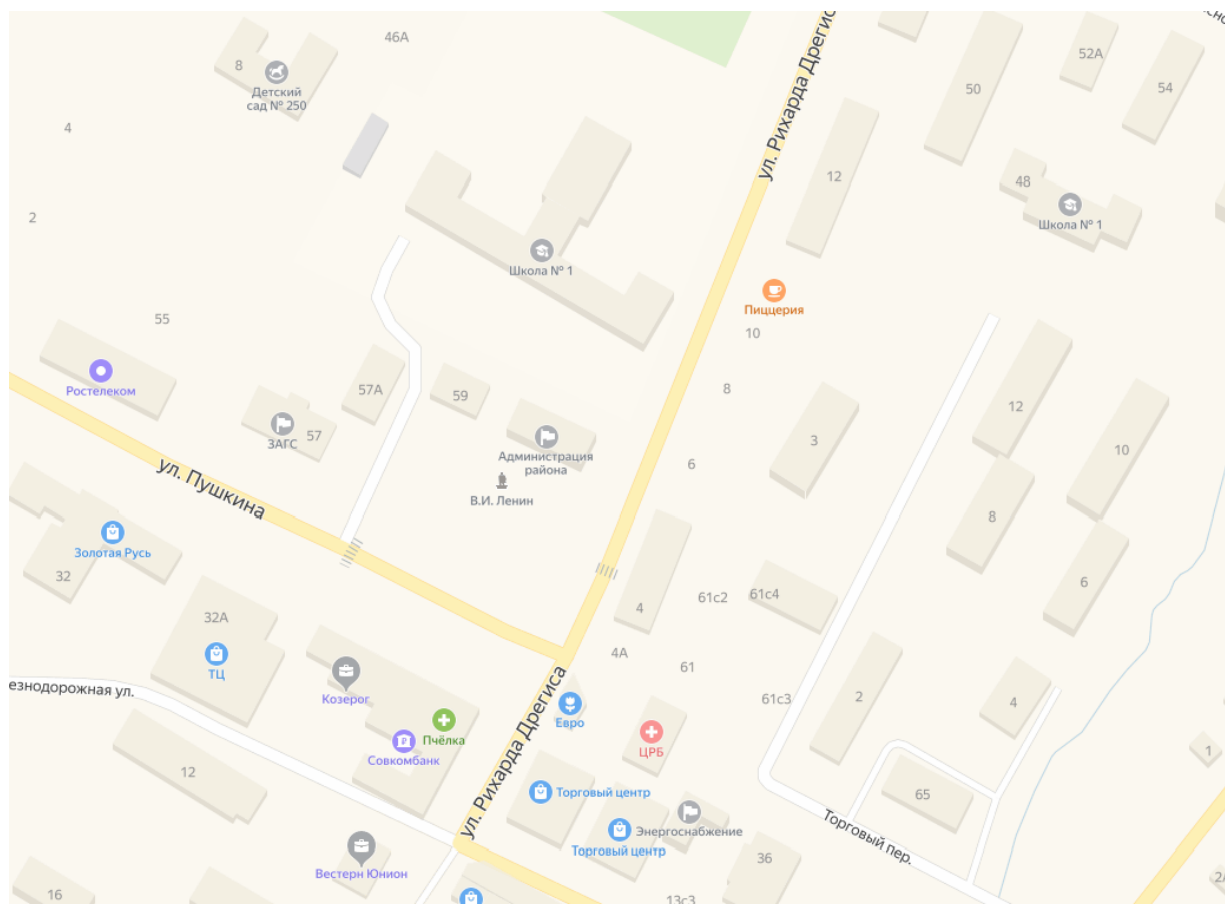 46А
8
Детский
сад № 250
ул. Рихарда Дрегиса
52А
50
54
4
12
48
Школа № 1
2
Школа № 1
Пиццерия
10
55
Ростелеком
57А
59
8
12
ЗАГС
57
Администрация
района
3
10
6
В.И. Ленин
ул. Пушкина
8
Золотая Русь
32
6
61с2
61с4
4
32А
4А
61
ТЦ
Козерог
61с3
2
4
ул. Рихарда Дрегиса
Евро
езнодорожная ул.
Пчёлка
ЦРБ
Совкомбанк
1
12
Торговый центр
65
Энергоснабжение
Торговый пер.
Торговый центр
36
Вестерн Юнион
16
13с3